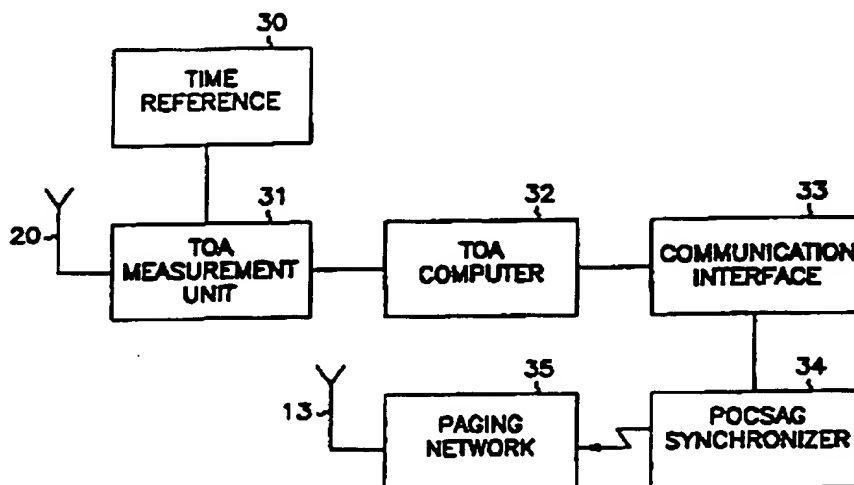 30
TIME
REFERENCE
20
31
TOA
MEASUREMENT
UNIT
32
TOA
COMPUTER
33
COMMUNICATION
INTERFACE
13
35
PAGING
NETWORK
34
POCSAG
SYNCHRONIZER